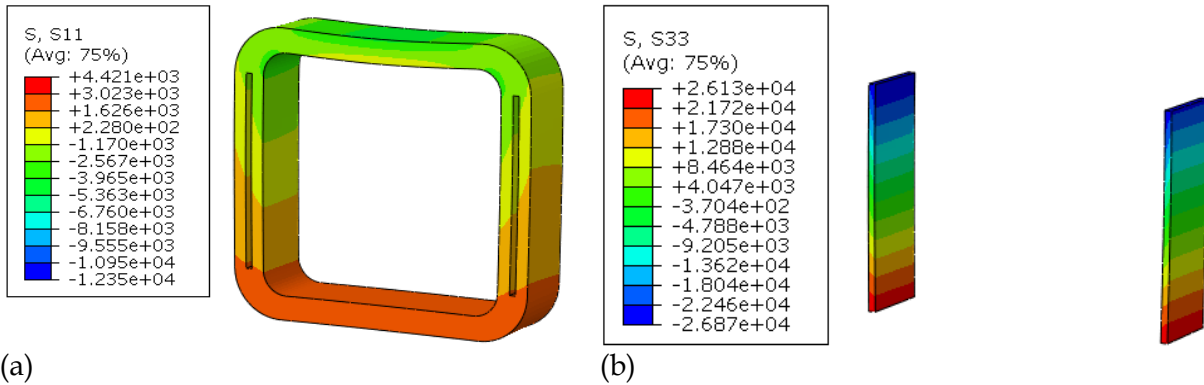 S, S11
(Avg: 75%)
+4.421e+03
+3.023e+03
+1.626e+03
+2.280e+02
-1.170e+03
-2.567e+03
-3.965e+03
-5.363e+03
-6.760e+03
-8.158e+03
-9.555e+03
-1.095e+04
-1.235e+04
(a)
S, S33
(Avg: 75%)
+2.613e+04
+2.172e+04
+1.730e+04
+1.288e+04
+8.464e+03
+4.047e+03
-3.704e+02
-4.788e+03
-9.205e+03
-1.362e+04
-1.804e+04
-2.246e+04
-2.687e+04
(b)